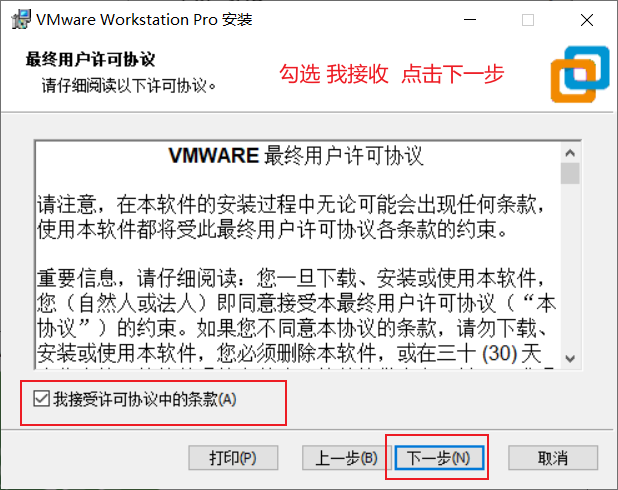 VMware Workstation Pro 安装
最终用户许可协议
请仔细阅读以下许可协议。
勾选 我接收 点击下一步
VMWARE 最终用户许可协议
请注意，在本软件的安装过程中无论可能会出现任何条款，
使用本软件都将受此最终用户许可协议各条款的约束。
重要信息，请仔细阅读：您一旦下载、安装或使用本软件，
您（自然人或法人）即同意接受本最终用户许可协议（“本
协议”）的约束。如果您不同意本协议的条款，请勿下载、
安装或使用本软件，您必须删除本软件，或在三十 (30) 天
我接受许可协议中的条款(A)
打印(P)
上一步(B)
下一步(N)
取消